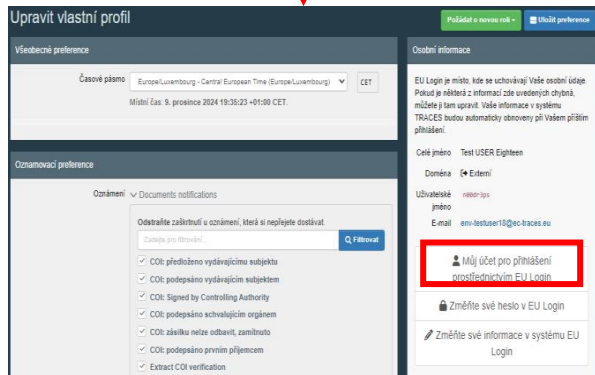 Upravit vlastní profil
Požádat o novou roli
Uložit preference
Všeobecné preference
Časové pásmo
Europe/Luxembourg - Central European Time (Europe/Luxembourg)
CET
Místní čas: 9. prosince 2024 19:35:23 +01:00 CET.
Oznamovací preference
Oznámení
Documents notifications
Odstraňte zaškrtnutí u oznámení, která si nepřejete dostávat.
Zadejte pro filtrování...
Filtrovat
COI: předloženo vydávajícímu subjektu
COI: podepsáno vydávajícím subjektem
COI: Signed by Controlling Authority
COI: podepsáno schvalujícím orgánem
COI: zásilku nelze odbavit, zamítnuto
COI: podepsáno prvním příjemcem
Extract COI verification
Osobní informace
EU Login je místo, kde se uchovávají Vaše osobní údaje.
Pokud je některá z informací zde uvedených chybná,
můžete ji tam upravit. Vaše informace v systému
TRACES budou automaticky obnoveny při Vašem příštím
přihlášení.
Celé jméno Test USER Eighteen
Doména Externí
Uživatelské
jméno
E-mail env-testuser18@ec-traces.eu
Můj účet pro přihlášení
prostřednictvím EU Login
Změňte své heslo v EU Login
Změňte své informace v systému EU
Login